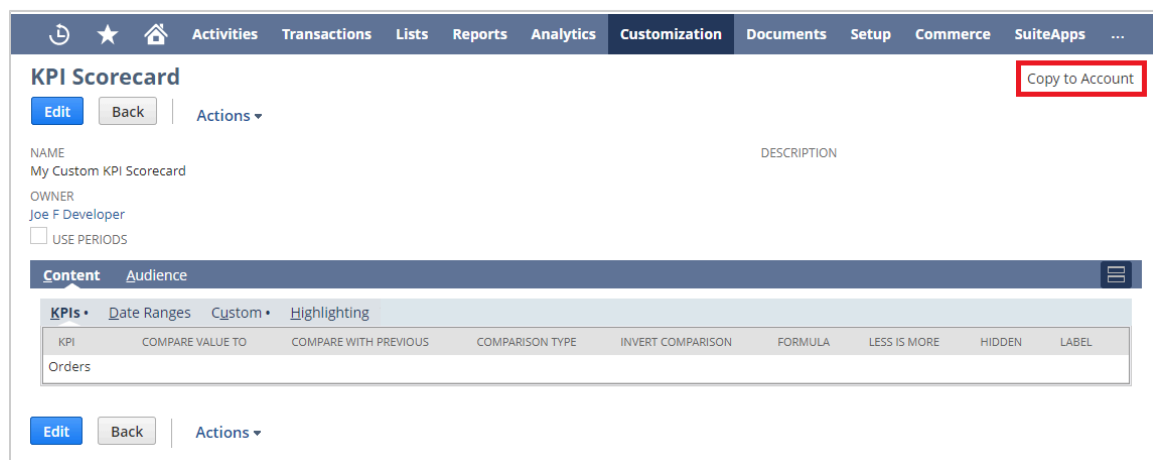 Activities Transactions Lists Reports Analytics Customization Documents Setup Commerce SuiteApps ...
KPI Scorecard
Copy to Account
Edit Back Actions
NAME
My Custom KPI Scorecard
DESCRIPTION
OWNER
Joe F Developer
USE PERIODS
Content Audience
KPIs • Date Ranges Custom • Highlighting
KPI COMPARE VALUE TO COMPARE WITH PREVIOUS COMPARISON TYPE INVERT COMPARISON FORMULA LESS IS MORE HIDDEN LABEL
Orders
Edit Back Actions